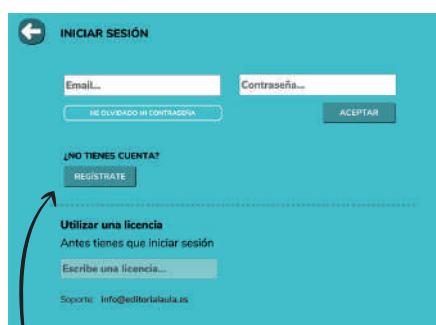 INICIAR SESIÓN
Email... Contraseña...
HE OLVIDADO MI CONTRASEÑA ACEPTAR
¿NO TIENES CUENTA?
REGÍSTRATE
Utilizar una licencia
Antes tienes que iniciar sesión
Escribe una licencia...
Soporte: info@editorialaula.es